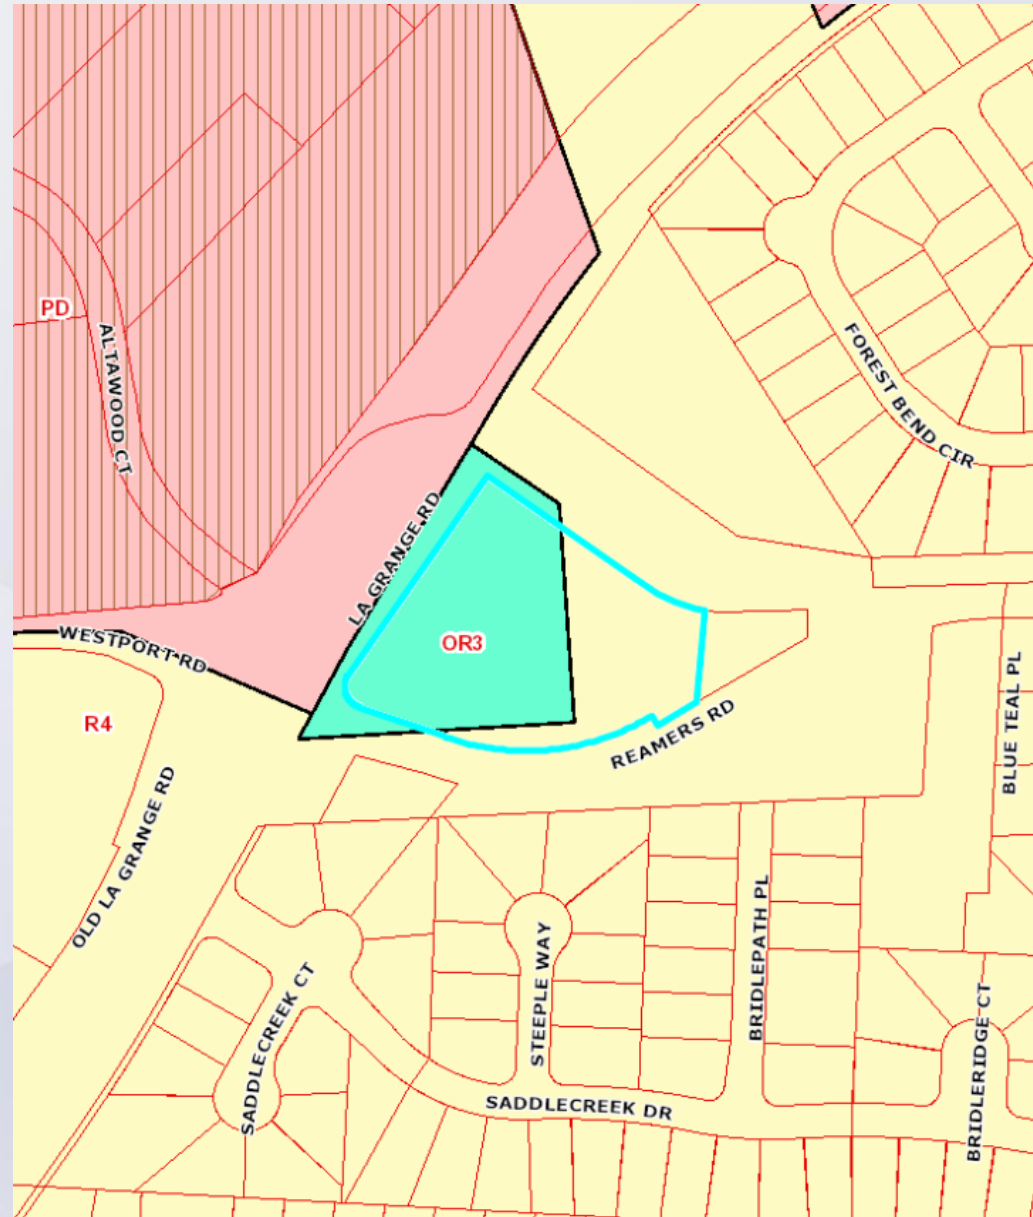 PD
ALTAWOOD CT
FOREST BEND CIR
LA GRANGE RD
WESTPORT RD
OR3
R4
REAMERS RD
BLUE TEAL PL
OLD LA GRANGE RD
SADDLECREEK CT
STEEPLE WAY
BRIDLEPATH PL
BRIDLERIDGE CT
SADDLECREEK DR